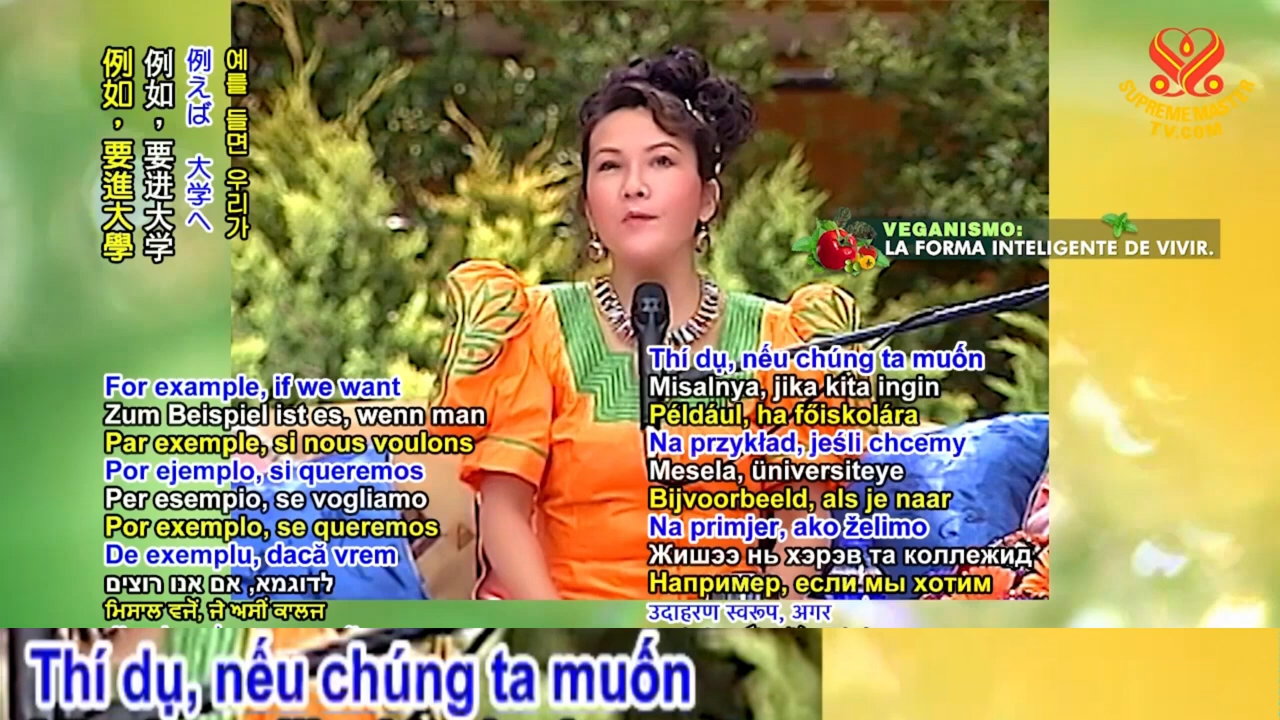 例如，要進大學
例如，要进大学
例えば 大学へ
예를 들면 우리가
SUPREME MASTER
TV.COM
VEGANISMO:
LA FORMA INTELIGENTE DE VIVIR.
For example, if we want
Zum Beispiel ist es, wenn man
Par exemple, si nous voulons
Por ejemplo, si queremos
Per esempio, se vogliamo
Por exemplo, se queremos
De exemplu, dacă vrem
לדוגמא, אם אנו רוצים
ਮਿਸਾਲ ਵਜੋਂ, ਜੇ ਅਸੀਂ ਕਾਲਜ
Thí dụ, nếu chúng ta muốn
Misalnya, jika kita ingin
Például, ha főiskolára
Na przykład, jeśli chcemy
Mesela, üniversiteye
Bijvoorbeeld, als je naar
Na primjer, ako želimo
Жишээ нь хэрэв та коллежид
Например, если мы хотим
उदाहरण स्वरूप, अगर
Thí dụ, nếu chúng ta muốn